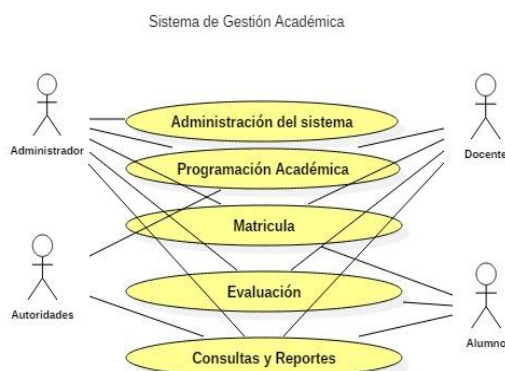 Sistema de Gestión Académica
Administración del sistema
Administrador
Docente
Programación Académica
Matricula
Evaluación
Autoridades
Alumno
Consultas y Reportes